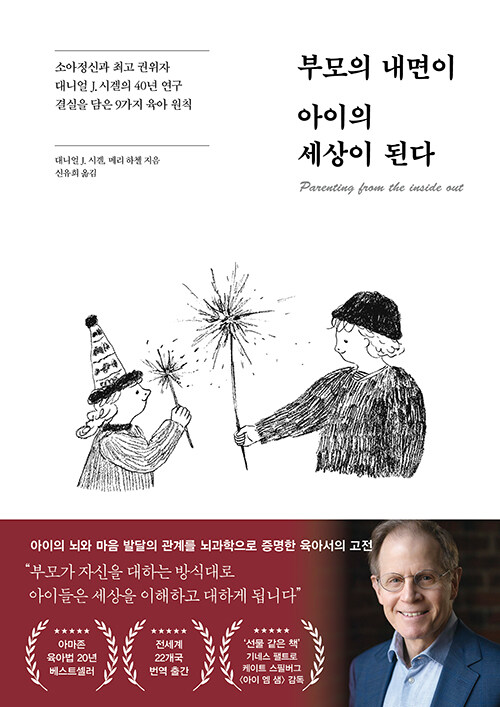 소아정신과 최고 권위자
대니얼 J. 시겔의 40년 연구
결실을 담은 9가지 육아 원칙
대니얼 J. 시겔, 메리 하첼 지음
신유희 옮김
부모의 내면이
아이의
세상이 된다
Parenting from the inside out
아이의 뇌와 마음 발달의 관계를 뇌과학으로 증명한 육아서의 고전
“부모가 자신을 대하는 방식대로
아이들은 세상을 이해하고 대하게 됩니다”
★★★★★
아마존
육아법 20년
베스트셀러
★★★★★
전세계
22개국
번역 출간
★★★★★
‘선물 같은 책’
기네스 팰트로
케이트 스필버그
〈아이 엠 샘〉 감독